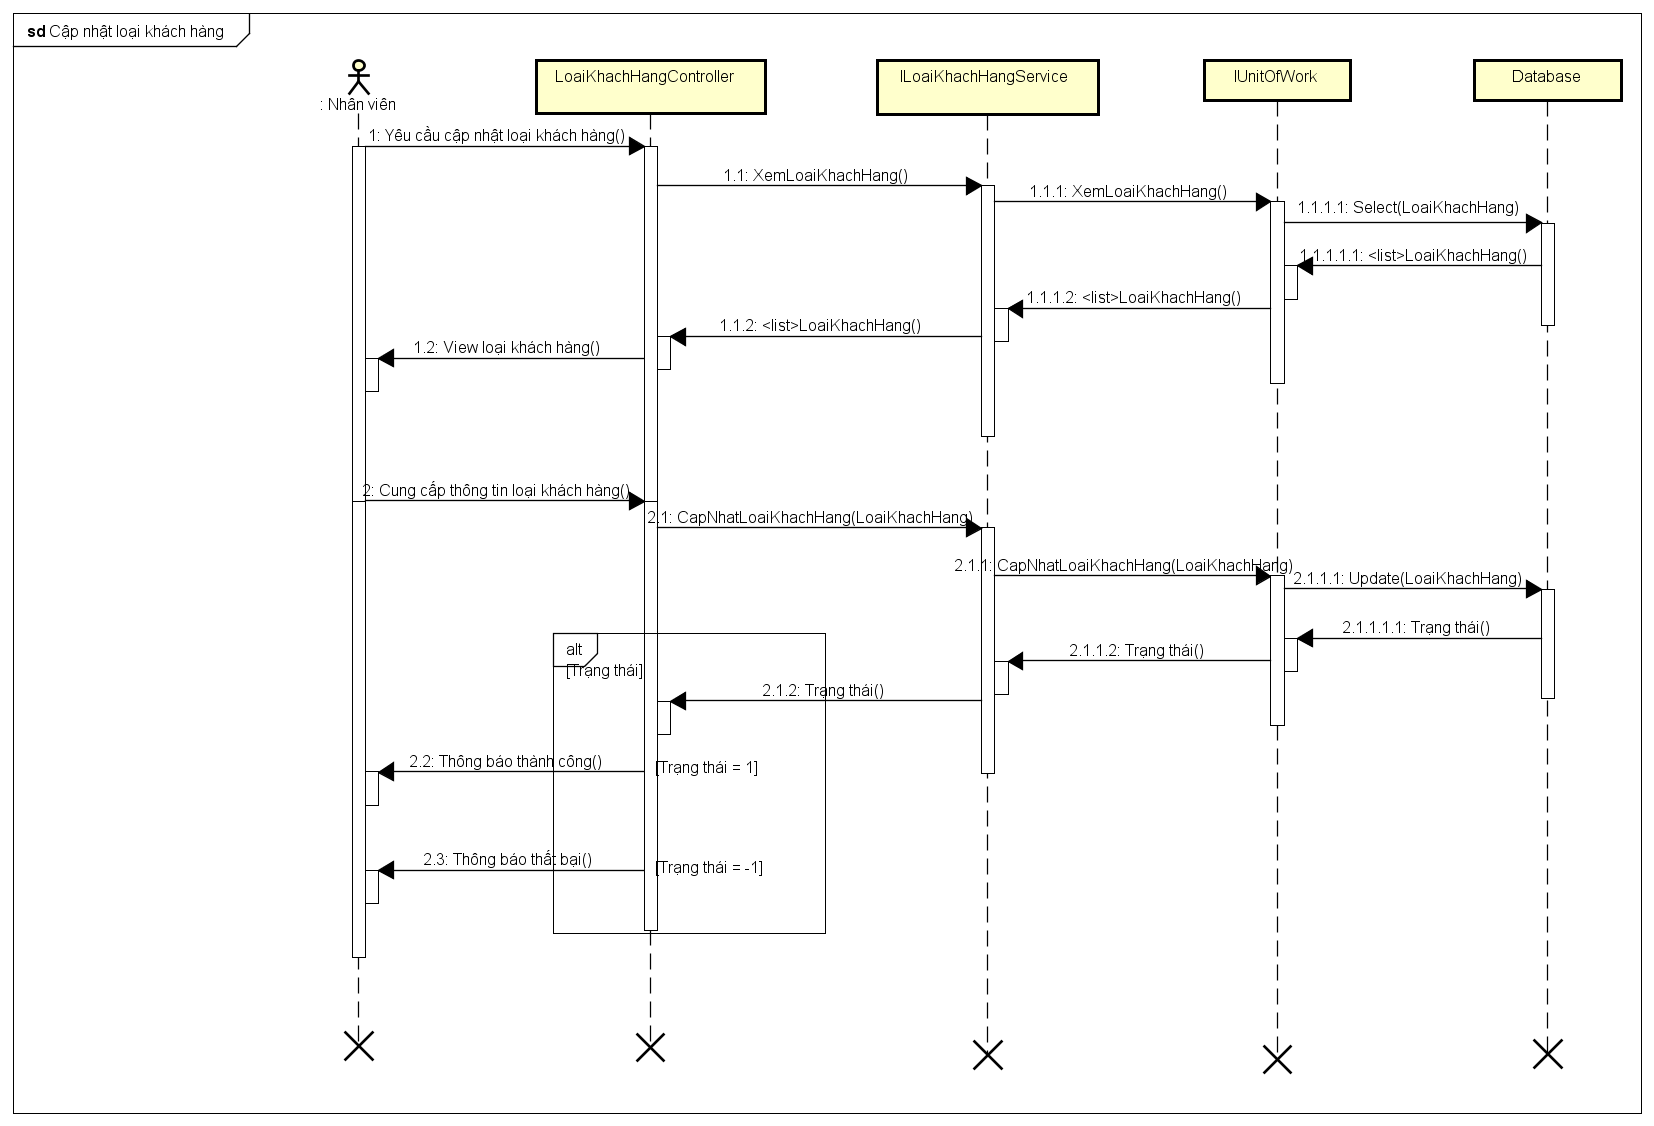 sd Cập nhật loại khách hàng
: Nhân viên
LoaiKhachHangController
ILoaiKhachHangService
IUnitOfWork
Database
1: Yêu cầu cập nhật loại khách hàng()
1.1: XemLoaiKhachHang()
1.1.1: XemLoaiKhachHang()
1.1.1.1: Select(LoaiKhachHang)
1.1.1.1.1: <list>LoaiKhachHang()
1.1.1.2: <list>LoaiKhachHang()
1.1.2: <list>LoaiKhachHang()
1.2: View loại khách hàng()
2: Cung cấp thông tin loại khách hàng()
2.1: CapNhatLoaiKhachHang(LoaiKhachHang)
2.1.1: CapNhatLoaiKhachHang(LoaiKhachHang)
2.1.1.1: Update(LoaiKhachHang)
2.1.1.1.1: Trạng thái()
2.1.1.2: Trạng thái()
alt
[Trạng thái]
2.1.2: Trạng thái()
2.2: Thông báo thành công()
[Trạng thái = 1]
2.3: Thông báo thất bại()
[Trạng thái = -1]